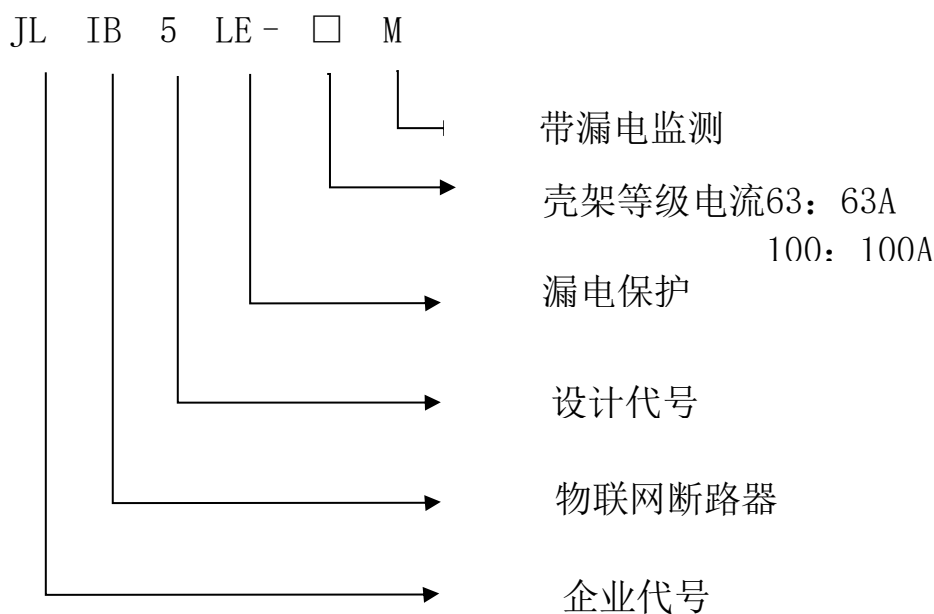 JL IB 5 LE- □ M
带漏电监测
壳架等级电流63：63A
100：100A
漏电保护
设计代号
物联网断路器
企业代号